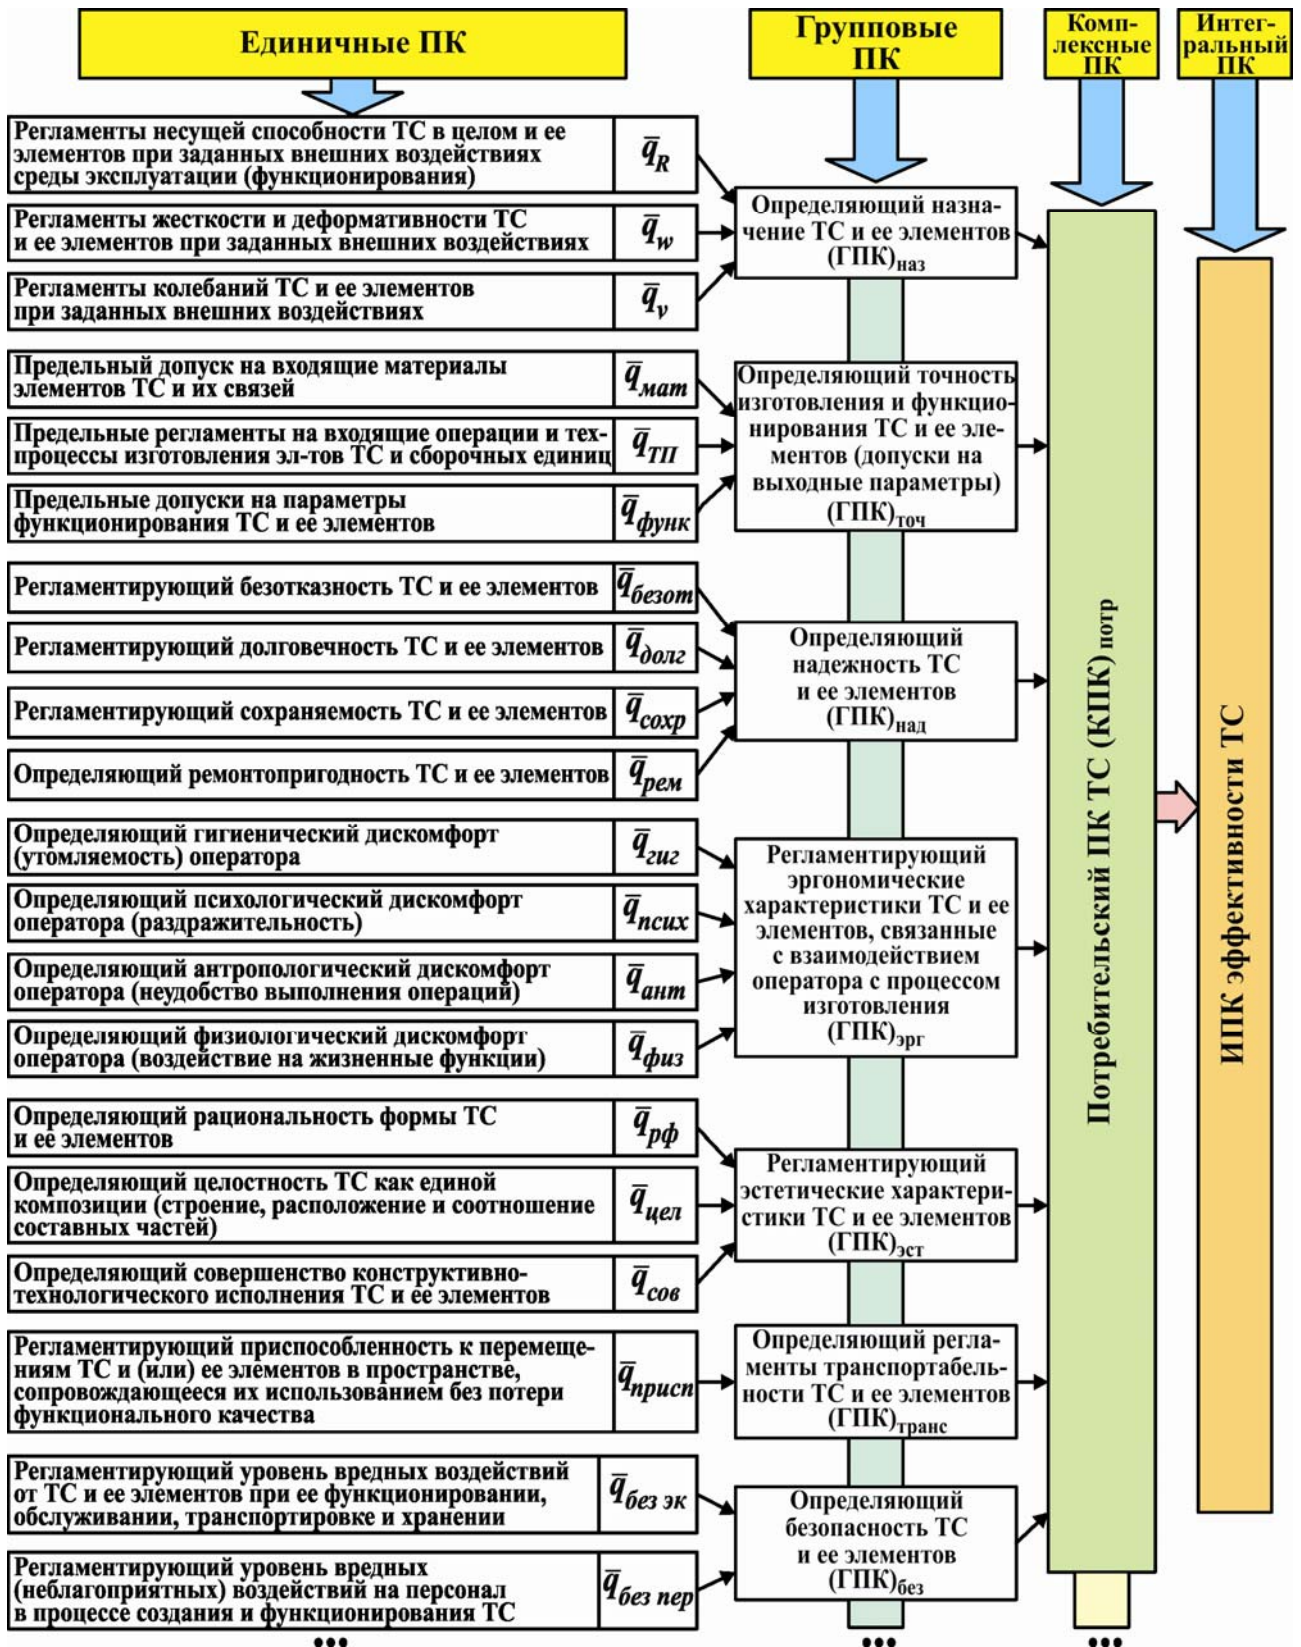 Единичные ПК
Групповые
ПК
Комп-
лексные
ПК
Интег-
ральный
ПК
Регламенты несущей способности ТС в целом и ее
элементов при заданных внешних воздействиях
среды эксплуатации (функционирования)
q̅R
Регламенты жесткости и деформативности ТС
и ее элементов при заданных внешних воздействиях
q̅w
Регламенты колебаний ТС и ее элементов
при заданных внешних воздействиях
q̅v
Определяющий назна-
чение ТС и ее элементов
(ГПК)наз
Предельный допуск на входящие материалы
элементов ТС и их связей
q̅мат
Предельные регламенты на входящие операции и тех-
процессы изготовления эл-тов ТС и сборочных единиц
q̅ТП
Предельные допуски на параметры
функционирования ТС и ее элементов
q̅функ
Определяющий точность
изготовления и функцио-
нирования ТС и ее эле-
ментов (допуски на
выходные параметры)
(ГПК)точ
Регламентирующий безотказность ТС и ее элементов
q̅безот
Регламентирующий долговечность ТС и ее элементов
q̅долг
Регламентирующий сохраняемость ТС и ее элементов
q̅сохр
Определяющий ремонтопригодность ТС и ее элементов
q̅рем
Определяющий
надежность ТС
и ее элементов
(ГПК)над
Определяющий гигиенический дискомфорт
(утомляемость) оператора
q̅гиг
Определяющий психологический дискомфорт
оператора (раздражительность)
q̅псих
Определяющий антропологический дискомфорт
оператора (неудобство выполнения операций)
q̅ант
Определяющий физиологический дискомфорт
оператора (воздействие на жизненные функции)
q̅физ
Регламентирующий
эргономические
характеристики ТС и ее
элементов, связанные
с взаимодействием
оператора с процессом
изготовления
(ГПК)эрг
Определяющий рациональность формы ТС
и ее элементов
q̅рф
Определяющий целостность ТС как единой
композиции (строение, расположение и соотношение
составных частей)
q̅цел
Определяющий совершенство конструктивно-
технологического исполнения ТС и ее элементов
q̅сов
Регламентирующий
эстетические характери-
стики ТС и ее элементов
(ГПК)эст
Регламентирующий приспособленность к перемеще-
ниям ТС и (или) ее элементов в пространстве,
сопровождающееся их использованием без потери
функционального качества
q̅присп
Определяющий регла-
менты транспортабель-
ности ТС и ее элементов
(ГПК)транс
Регламентирующий уровень вредных воздействий
от ТС и ее элементов при ее функционировании,
обслуживании, транспортировке и хранении
q̅без эк
Регламентирующий уровень вредных
(неблагоприятных) воздействий на персонал
в процессе создания и функционирования ТС
q̅без пер
Определяющий
безопасность ТС
и ее элементов
(ГПК)без
Потребительский ПК ТС (КПК)потр
ИПК эффективности ТС
•••
•••
•••